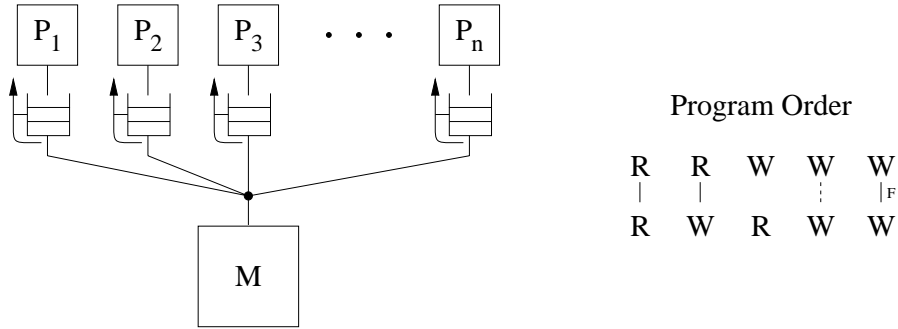 P1 P2 P3 . . . Pn
Program Order
R R W W W
F
R W R W W
M